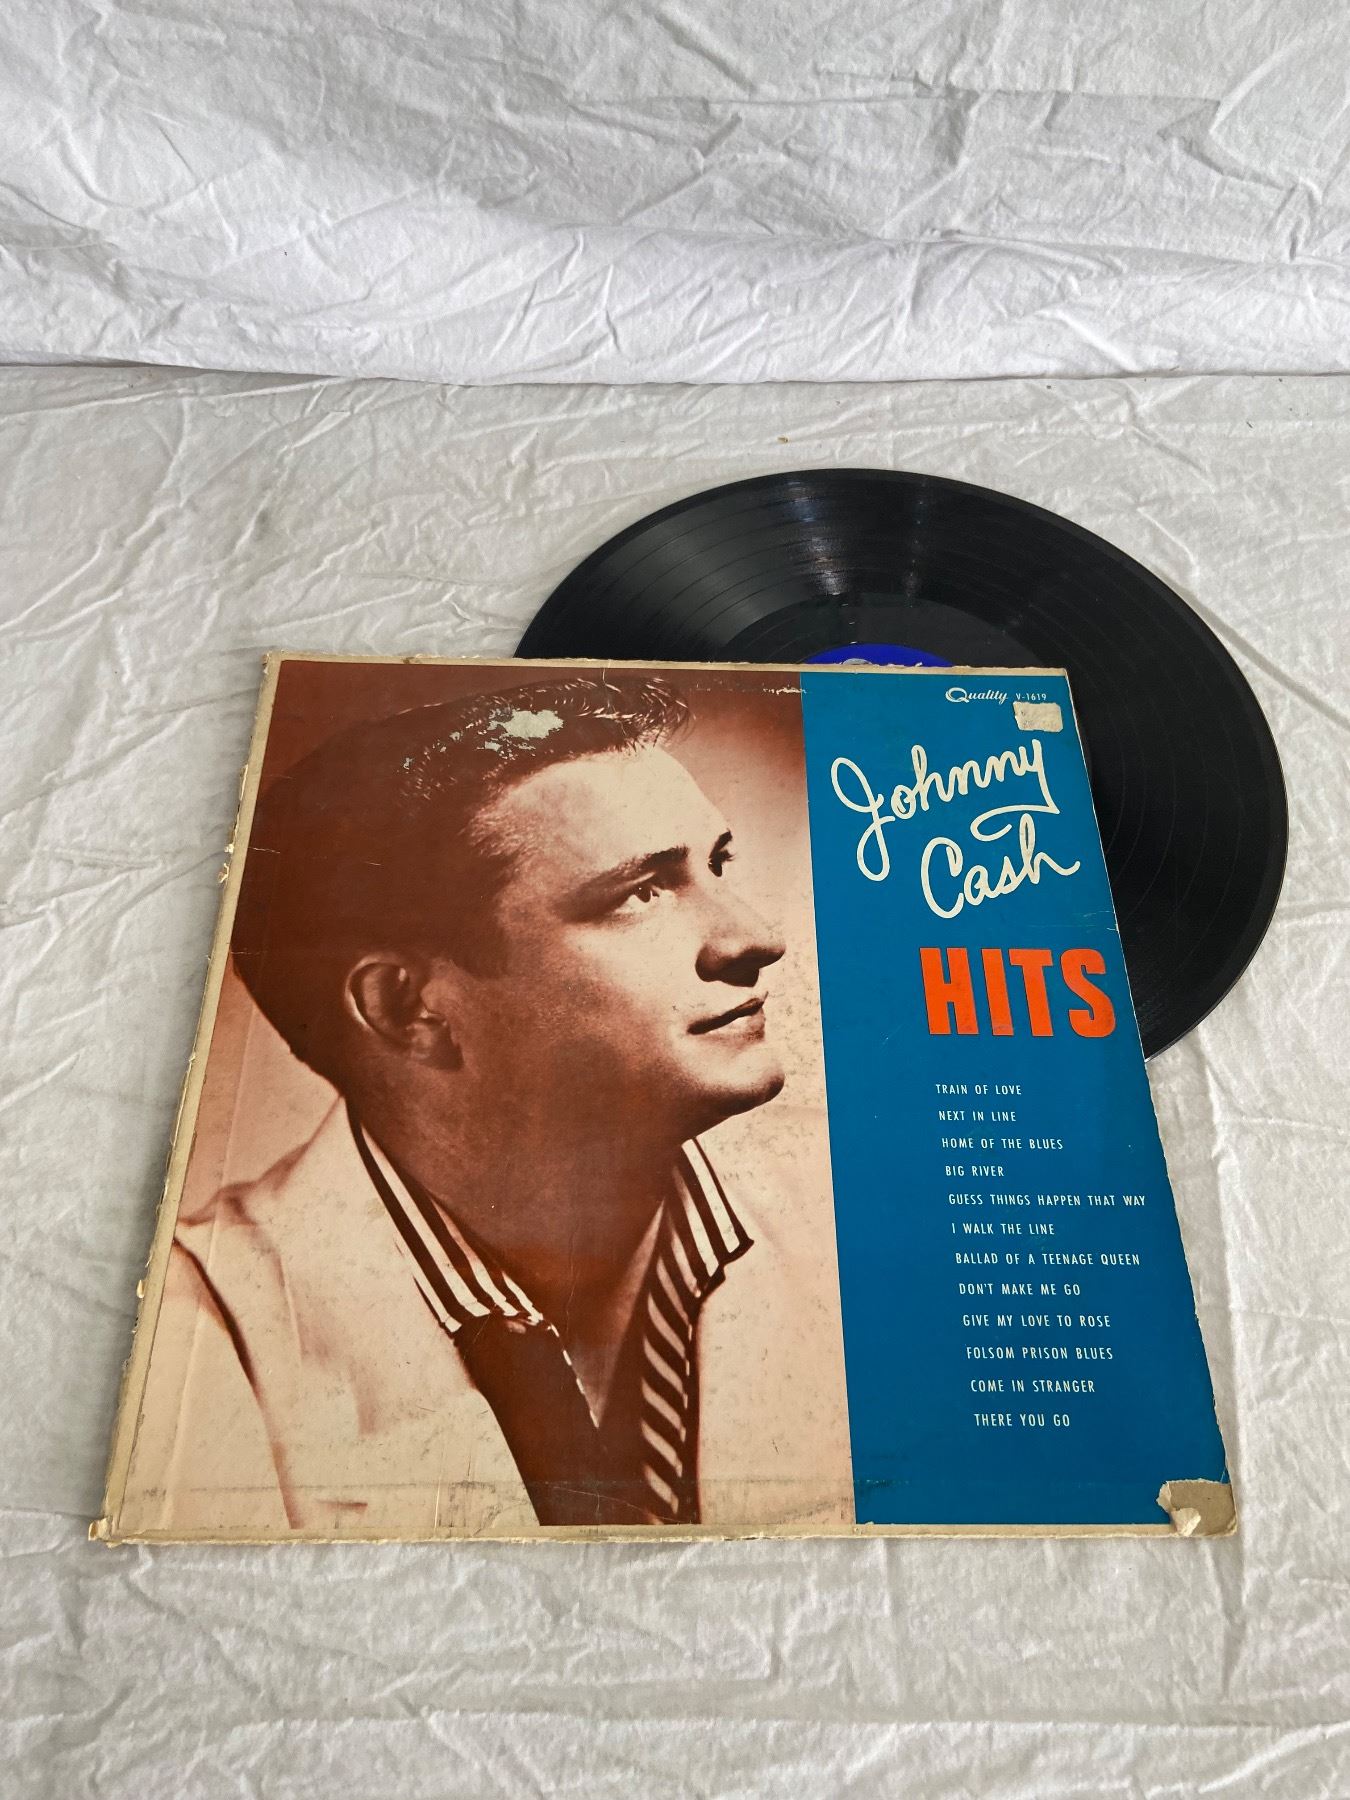 Quality V-1619
Johnny
Cash
HITS
TRAIN OF LOVE
NEXT IN LINE
HOME OF THE BLUES
BIG RIVER
GUESS THINGS HAPPEN THAT WAY
I WALK THE LINE
BALLAD OF A TEENAGE QUEEN
DON'T MAKE ME GO
GIVE MY LOVE TO ROSE
FOLSOM PRISON BLUES
COME IN STRANGER
THERE YOU GO